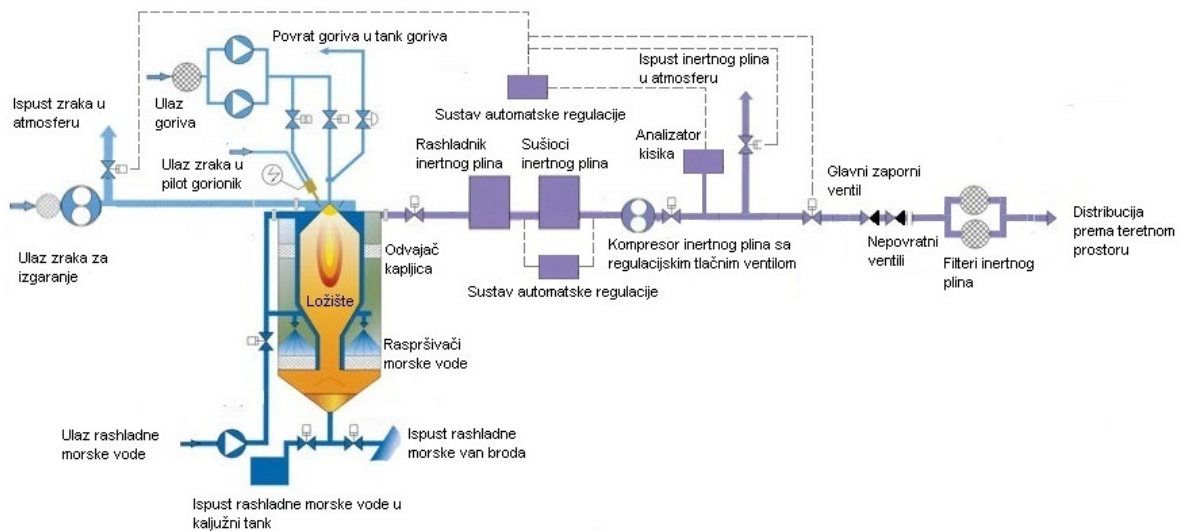 Povrat goriva u tank goriva
Ispust inertnog plina
u atmosferu
Ispust zraka u
atmosferu
Ulaz
goriva
Sustav automatske regulacije
Analizator
kisika
Rashladnik
inertnog plina
Sušioci
inertnog plina
Ulaz zraka u
pilot gorionik
Glavni zaporni
ventil
Distribucija
prema teretnom
prostoru
Ulaz zraka za
izgaranje
Odvajač
kapljica
Kompresor inertnog plina sa
regulacijskim tlačnim ventilom
Nepovratni
ventili
Filteri inertnog
plina
Sustav automatske regulacije
Ložište
Raspršivači
morske vode
Ulaz rashladne
morske vode
Ispust rashladne
morske van broda
Ispust rashladne morske vode u
kaljužni tank